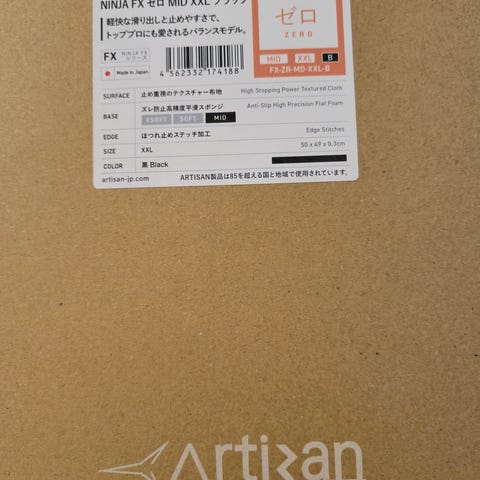 NINJA FX ゼロ MID XXL ブラック
軽快な滑り出しと止めやすさで、
トッププロにも愛されるバランスモデル。
FX NINJA FX シリーズ
Made in Japan
4 562332 174188
ゼロ
ZERO
MID XXL B
FX-ZR-MD-XXL-B
SURFACE 止め重視のテクスチャー布地 High Stopping Power Textured Cloth
BASE ズレ防止高精度平滑スポンジ Anti-Slip High Precision Flat Foam
XSOFT SOFT MID
EDGE ほつれ止めステッチ加工 Edge Stitches
SIZE XXL 50 x 49 x 0.3cm
COLOR 黒 Black
artisan-jp.com ARTISAN製品は85を超える国と地域で使用されています。
Artisan